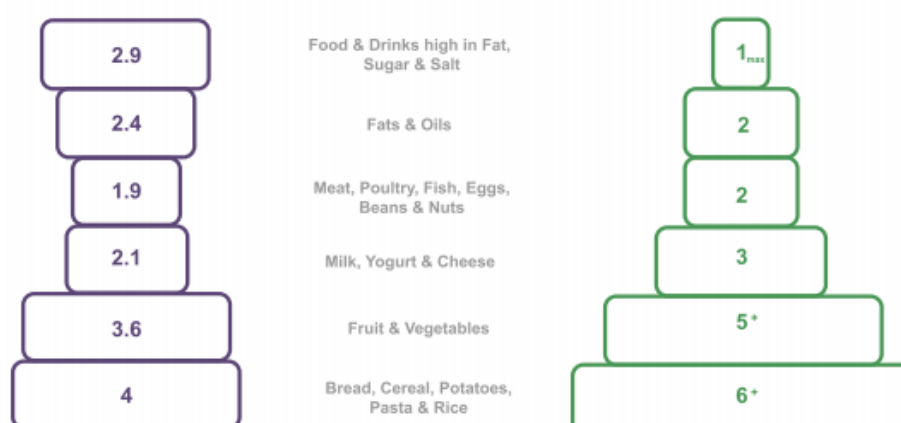 2.9
Food & Drinks high in Fat,
Sugar & Salt
1max
2.4
Fats & Oils
2
1.9
Meat, Poultry, Fish, Eggs,
Beans & Nuts
2
2.1
Milk, Yogurt & Cheese
3
3.6
Fruit & Vegetables
5+
4
Bread, Cereal, Potatoes,
Pasta & Rice
6+